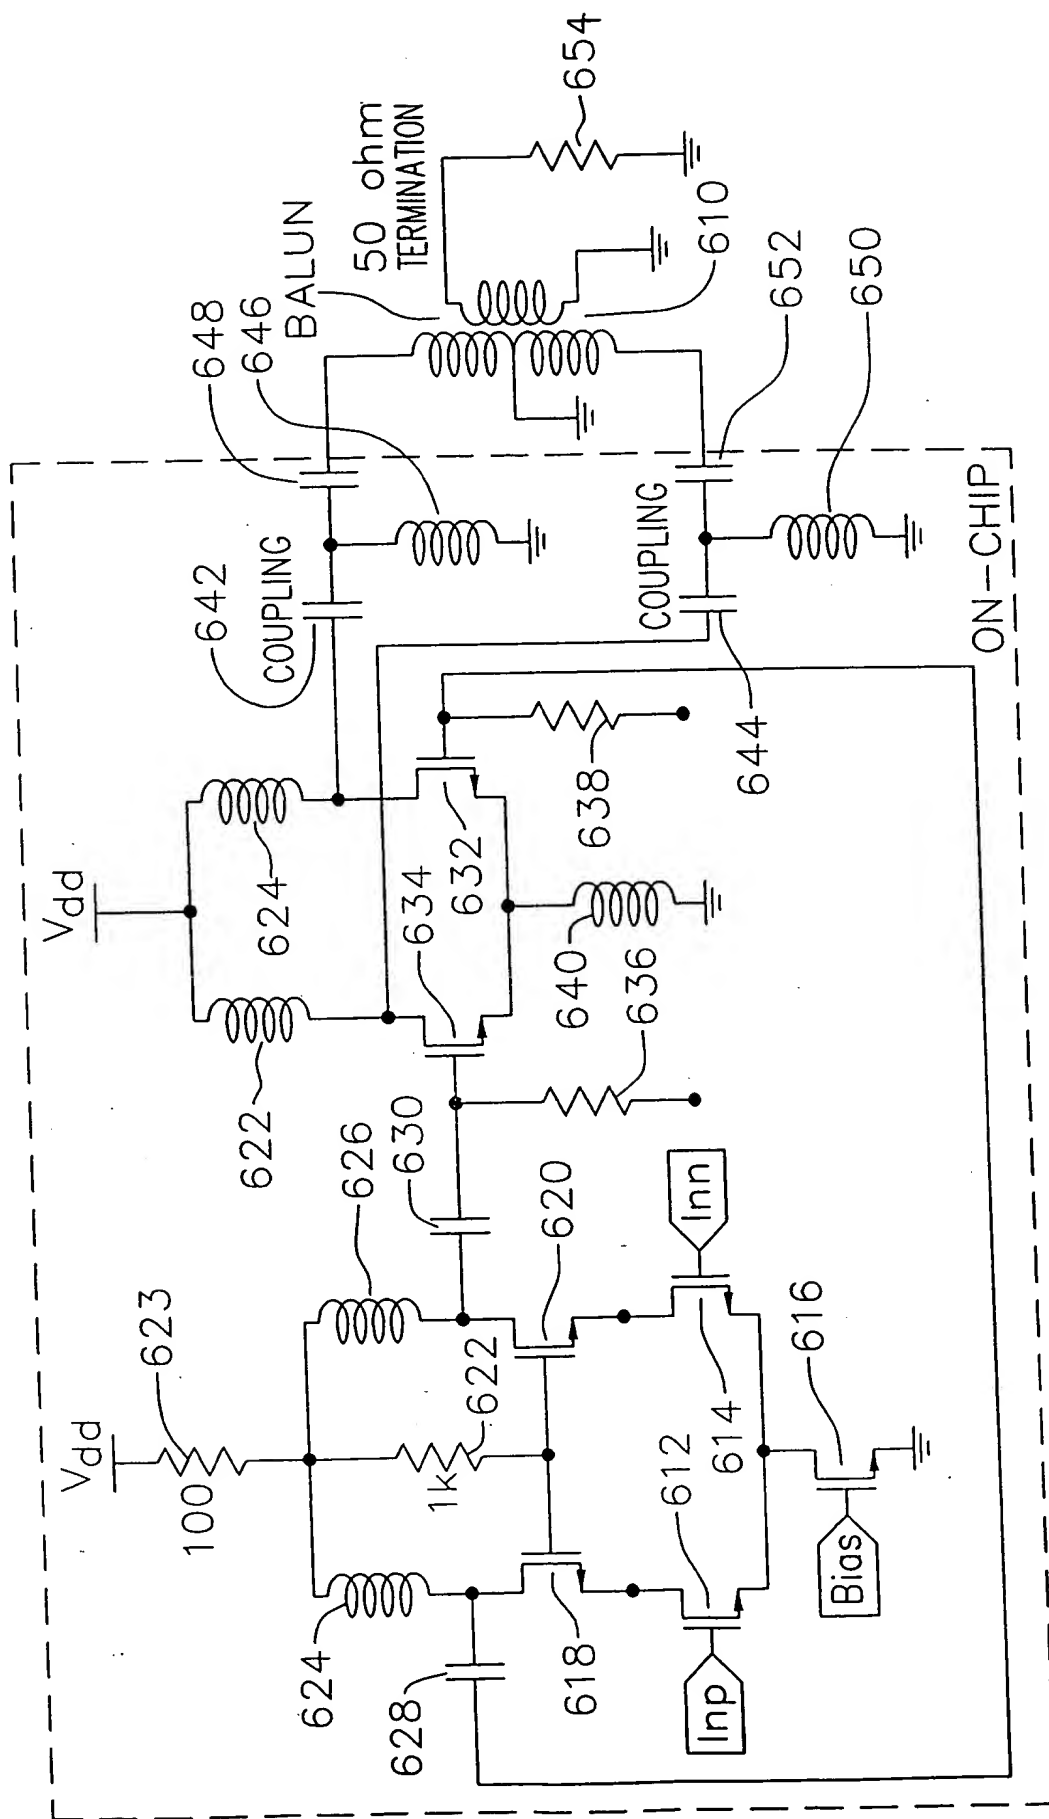 Vdd
623
100
624
1k
622
626
628
618
620
630
612
614
Inp
Inn
Bias
616
Vdd
622
624
634
632
636
640
638
642
COUPLING
648
646
BALUN
50 ohm
TERMINATION
654
610
COUPLING
644
652
650
ON-CHIP